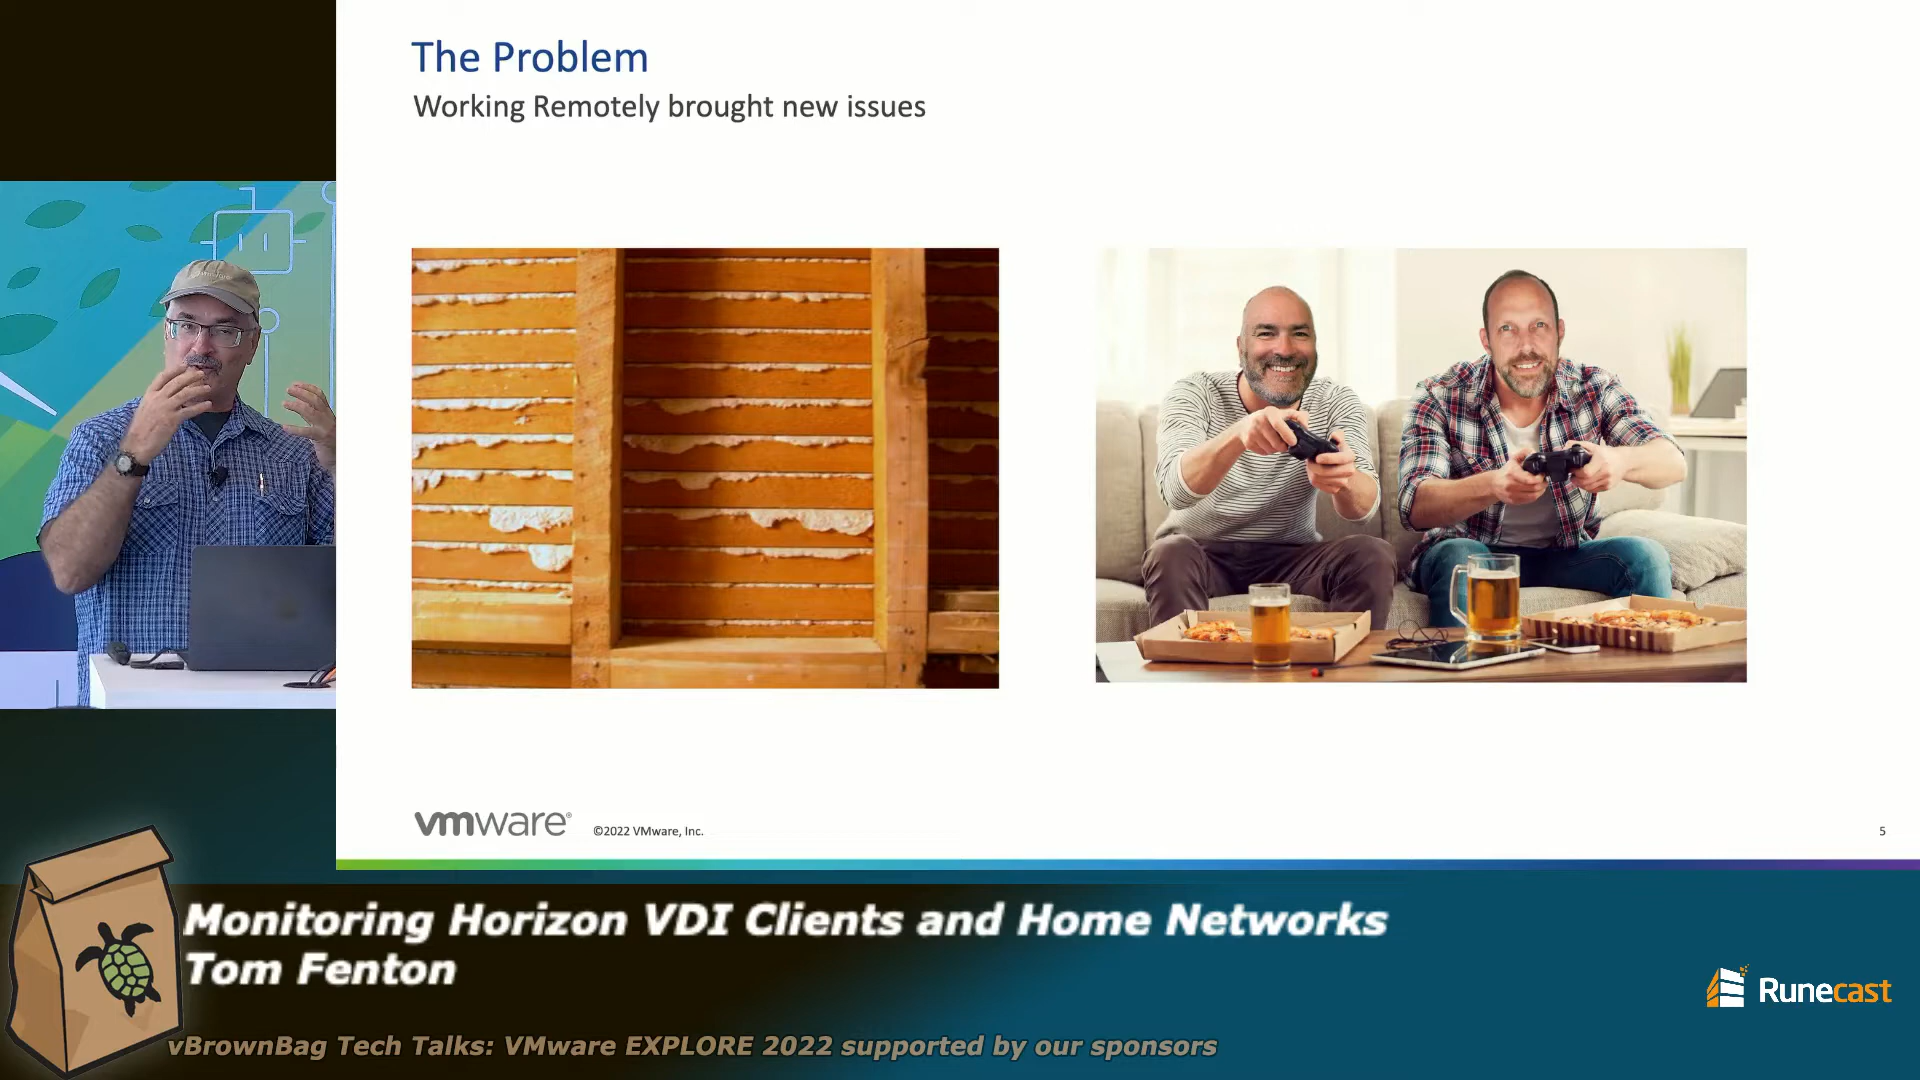 The Problem
Working Remotely brought new issues
vmware®
©2022 VMware, Inc.
5
Monitoring Horizon VDI Clients and Home Networks
Tom Fenton
Runecast
vBrownBag Tech Talks: VMware EXPLORE 2022 supported by our sponsors